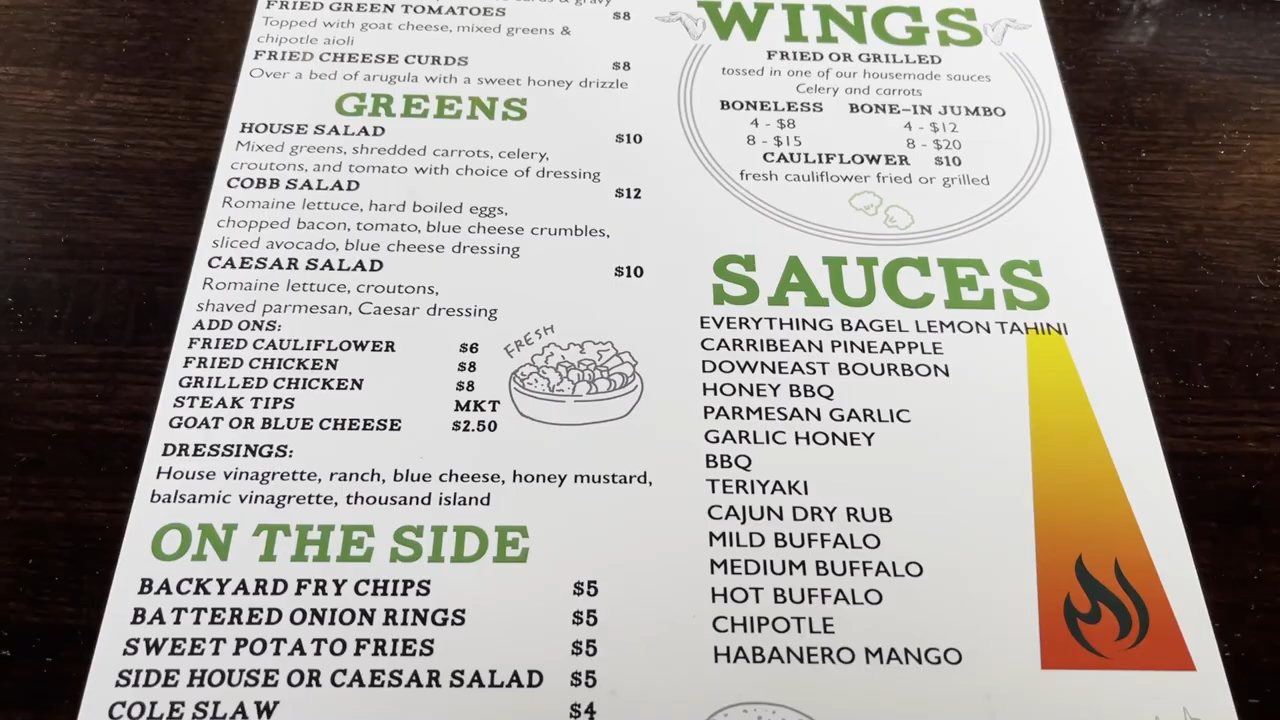 FRIED GREEN TOMATOES $8
Topped with goat cheese, mixed greens &
chipotle aioli
FRIED CHEESE CURDS $8
Over a bed of arugula with a sweet honey drizzle
GREENS
HOUSE SALAD $10
Mixed greens, shredded carrots, celery,
croutons, and tomato with choice of dressing
COBB SALAD $12
Romaine lettuce, hard boiled eggs,
chopped bacon, tomato, blue cheese crumbles,
sliced avocado, blue cheese dressing
CAESAR SALAD $10
Romaine lettuce, croutons,
shaved parmesan, Caesar dressing
ADD ONS:
FRIED CAULIFLOWER $6
FRIED CHICKEN $8
GRILLED CHICKEN $8
STEAK TIPS MKT
GOAT OR BLUE CHEESE $2.50
FRESH
DRESSINGS:
House vinagrette, ranch, blue cheese, honey mustard,
balsamic vinagrette, thousand island
ON THE SIDE
BACKYARD FRY CHIPS $5
BATTERED ONION RINGS $5
SWEET POTATO FRIES $5
SIDE HOUSE OR CAESAR SALAD $5
COLE SLAW $4
WINGS
FRIED OR GRILLED
tossed in one of our housemade sauces
Celery and carrots
BONELESS BONE-IN JUMBO
4 - $8 4 - $12
8 - $15 8 - $20
CAULIFLOWER $10
fresh cauliflower fried or grilled
SAUCES
EVERYTHING BAGEL LEMON TAHINI
CARRIBEAN PINEAPPLE
DOWNEAST BOURBON
HONEY BBQ
PARMESAN GARLIC
GARLIC HONEY
BBQ
TERIYAKI
CAJUN DRY RUB
MILD BUFFALO
MEDIUM BUFFALO
HOT BUFFALO
CHIPOTLE
HABANERO MANGO